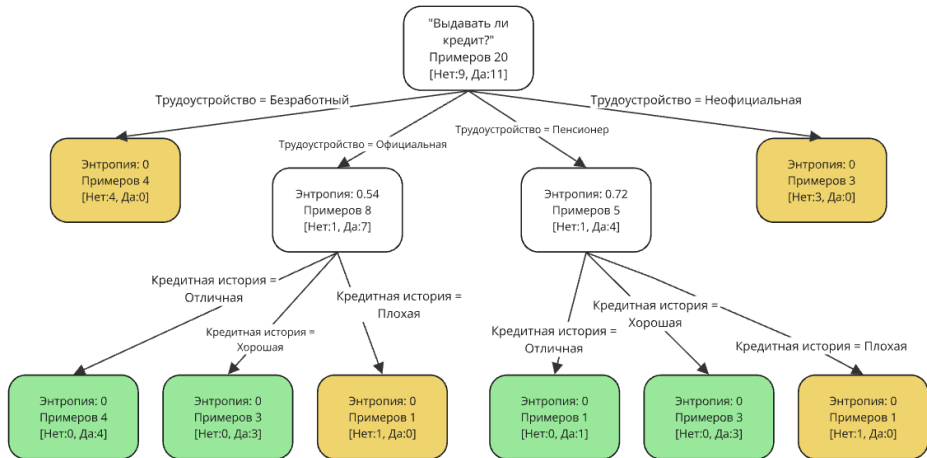 "Выдавать ли
кредит?"
Примеров 20
[Нет:9, Да:11]
Трудоустройство = Безработный
Трудоустройство = Официальная
Трудоустройство = Пенсионер
Трудоустройство = Неофициальная
Энтропия: 0
Примеров 4
[Нет:4, Да:0]
Энтропия: 0.54
Примеров 8
[Нет:1, Да:7]
Энтропия: 0.72
Примеров 5
[Нет:1, Да:4]
Энтропия: 0
Примеров 3
[Нет:3, Да:0]
Кредитная история =
Отличная
Кредитная история =
Хорошая
Кредитная история =
Плохая
Кредитная история =
Отличная
Кредитная история =
Хорошая
Кредитная история = Плохая
Энтропия: 0
Примеров 4
[Нет:0, Да:4]
Энтропия: 0
Примеров 3
[Нет:0, Да:3]
Энтропия: 0
Примеров 1
[Нет:1, Да:0]
Энтропия: 0
Примеров 1
[Нет:0, Да:1]
Энтропия: 0
Примеров 3
[Нет:0, Да:3]
Энтропия: 0
Примеров 1
[Нет:1, Да:0]